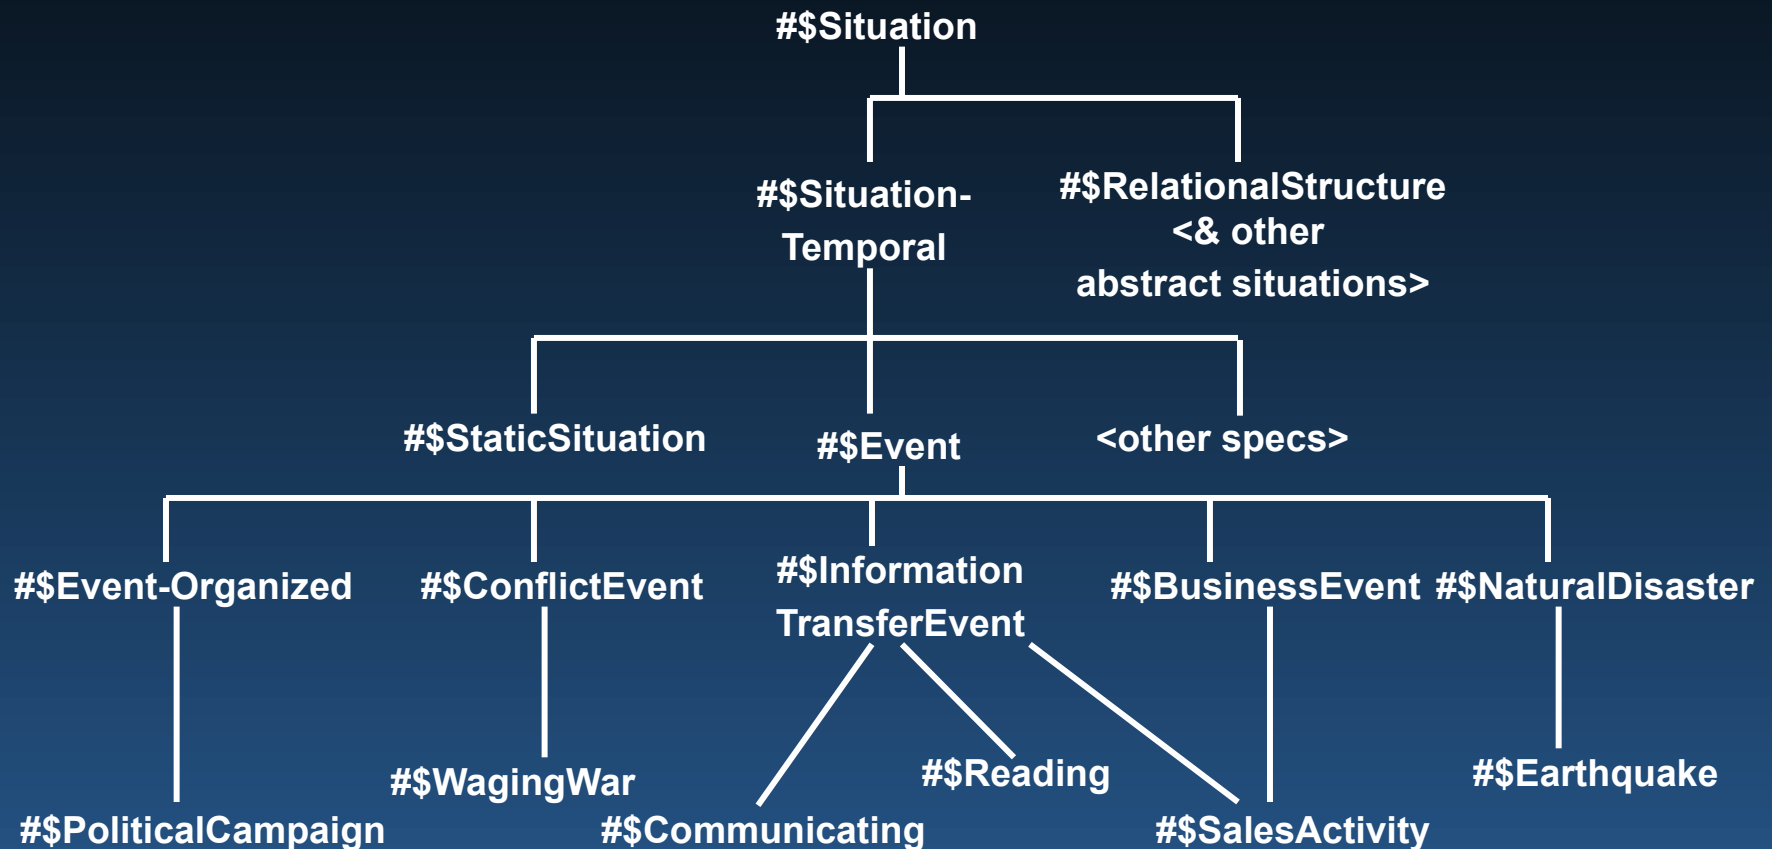 #$Situation
#$Situation-
Temporal
#$RelationalStructure
<& other
abstract situations>
#$StaticSituation
#$Event
<other specs>
#$Event-Organized
#$ConflictEvent
#$Information
TransferEvent
#$BusinessEvent
#$NaturalDisaster
#$WagingWar
#$Reading
#$Earthquake
#$PoliticalCampaign
#$Communicating
#$SalesActivity